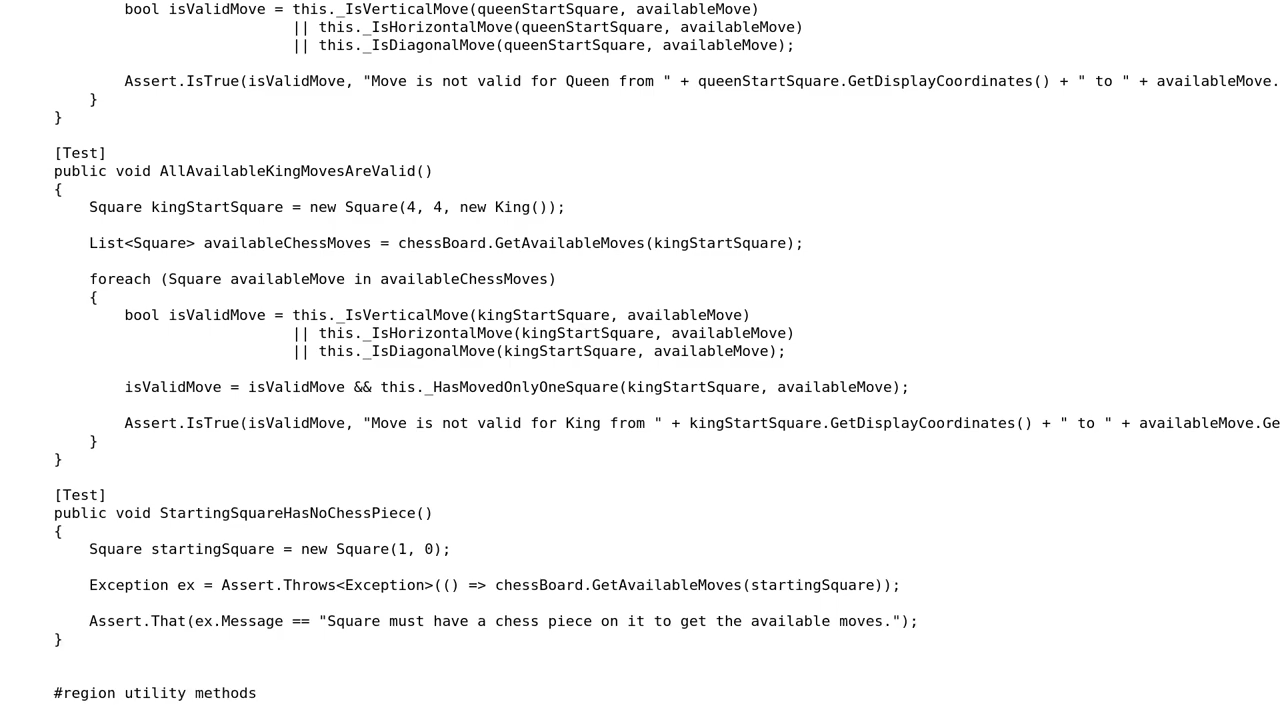 bool isValidMove = this._IsVerticalMove(queenStartSquare, availableMove)
|| this._IsHorizontalMove(queenStartSquare, availableMove)
|| this._IsDiagonalMove(queenStartSquare, availableMove);
Assert.IsTrue(isValidMove, "Move is not valid for Queen from " + queenStartSquare.GetDisplayCoordinates() + " to " + availableMove.
}
}
[Test]
public void AllAvailableKingMovesAreValid()
{
Square kingStartSquare = new Square(4, 4, new King());
List<Square> availableChessMoves = chessBoard.GetAvailableMoves(kingStartSquare);
foreach (Square availableMove in availableChessMoves)
{
bool isValidMove = this._IsVerticalMove(kingStartSquare, availableMove)
|| this._IsHorizontalMove(kingStartSquare, availableMove)
|| this._IsDiagonalMove(kingStartSquare, availableMove);
isValidMove = isValidMove && this._HasMovedOnlyOneSquare(kingStartSquare, availableMove);
Assert.IsTrue(isValidMove, "Move is not valid for King from " + kingStartSquare.GetDisplayCoordinates() + " to " + availableMove.Ge
}
}
[Test]
public void StartingSquareHasNoChessPiece()
{
Square startingSquare = new Square(1, 0);
Exception ex = Assert.Throws<Exception>(() => chessBoard.GetAvailableMoves(startingSquare));
Assert.That(ex.Message == "Square must have a chess piece on it to get the available moves.");
}
#region utility methods